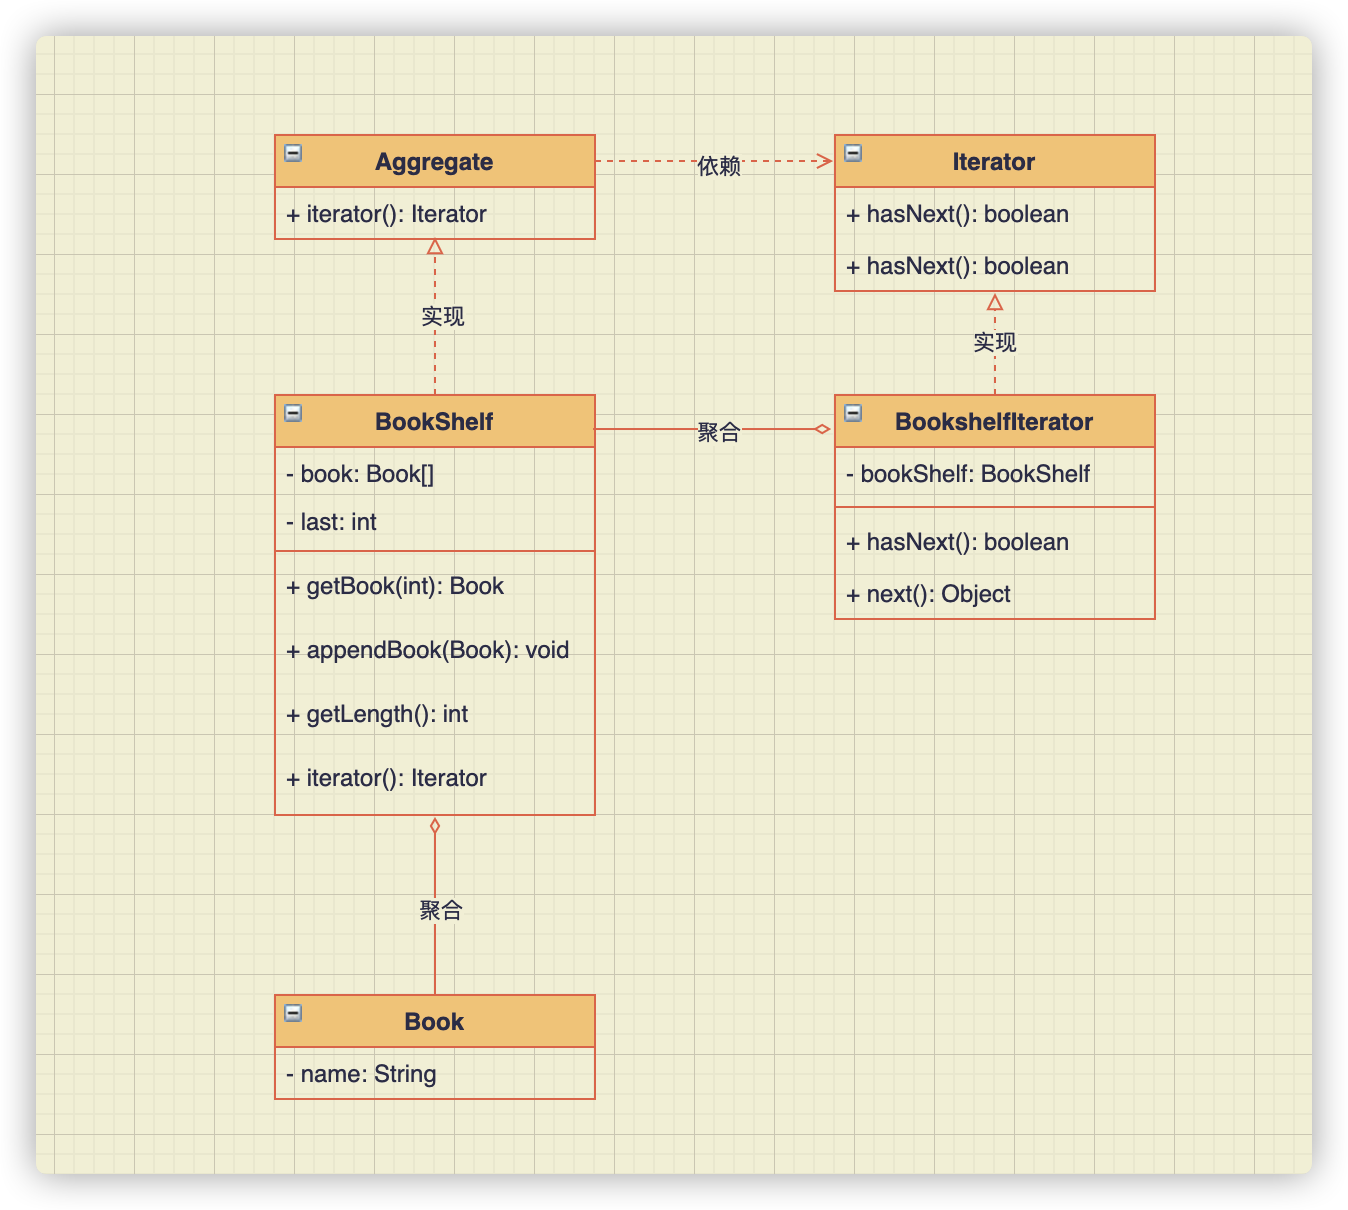 Aggregate
+ iterator(): Iterator
依赖
Iterator
+ hasNext(): boolean
+ hasNext(): boolean
实现
实现
BookShelf
- book: Book[]
- last: int
+ getBook(int): Book
+ appendBook(Book): void
+ getLength(): int
+ iterator(): Iterator
聚合
BookshelfIterator
- bookShelf: BookShelf
+ hasNext(): boolean
+ next(): Object
聚合
Book
- name: String